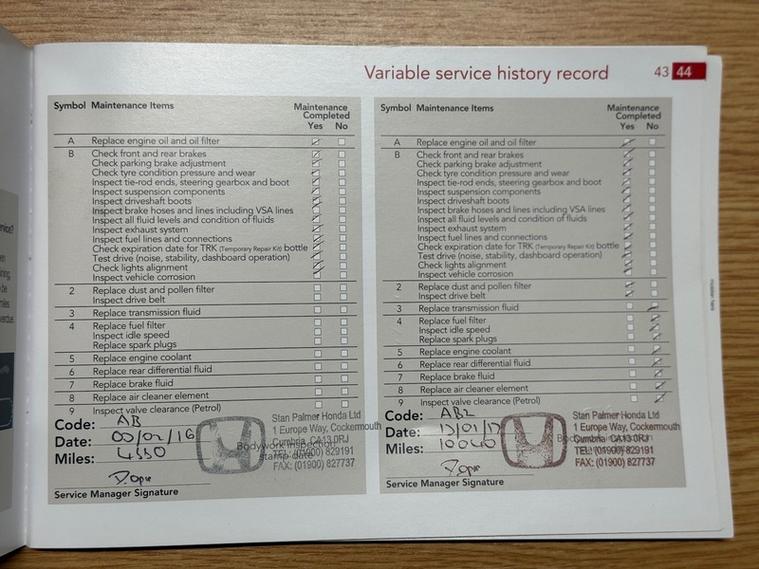 Variable service history record 43 44
Symbol Maintenance Items Maintenance Completed Yes No
A Replace engine oil and oil filter
B Check front and rear brakes
Check parking brake adjustment
Check tyre condition pressure and wear
Inspect tie-rod ends, steering gearbox and boot
Inspect suspension components
Inspect driveshaft boots
Inspect brake hoses and lines including VSA lines
Inspect all fluid levels and condition of fluids
Inspect exhaust system
Inspect fuel lines and connections
Check expiration date for TRK (Temporary Repair Kit) bottle
Test drive (noise, stability, dashboard operation)
Check lights alignment
Inspect vehicle corrosion
2 Replace dust and pollen filter
Inspect drive belt
3 Replace transmission fluid
4 Replace fuel filter
Inspect idle speed
Replace spark plugs
5 Replace engine coolant
6 Replace rear differential fluid
7 Replace brake fluid
8 Replace air cleaner element
9 Inspect valve clearance (Petrol)
Code: AB
Date: /02/16
Miles: 4550
Service Manager Signature
Bodywork inspection
stamp date
Stan Palmer Honda Ltd
1 Europe Way, Cockermouth
Cumbria, CA13 0RJ
TEL: (01900) 829191
FAX: (01900) 827737
Symbol Maintenance Items Maintenance Completed Yes No
A Replace engine oil and oil filter
B Check front and rear brakes
Check parking brake adjustment
Check tyre condition pressure and wear
Inspect tie-rod ends, steering gearbox and boot
Inspect suspension components
Inspect driveshaft boots
Inspect brake hoses and lines including VSA lines
Inspect all fluid levels and condition of fluids
Inspect exhaust system
Inspect fuel lines and connections
Check expiration date for TRK (Temporary Repair Kit) bottle
Test drive (noise, stability, dashboard operation)
Check lights alignment
Inspect vehicle corrosion
2 Replace dust and pollen filter
Inspect drive belt
3 Replace transmission fluid
4 Replace fuel filter
Inspect idle speed
Replace spark plugs
5 Replace engine coolant
6 Replace rear differential fluid
7 Replace brake fluid
8 Replace air cleaner element
9 Inspect valve clearance (Petrol)
Code: AB2
Date: /01/17
Miles: 10040
Service Manager Signature
Stan Palmer Honda Ltd
1 Europe Way, Cockermouth
Cumbria CA13 0RJ
TEL: (01900) 829191
FAX: (01900) 827737